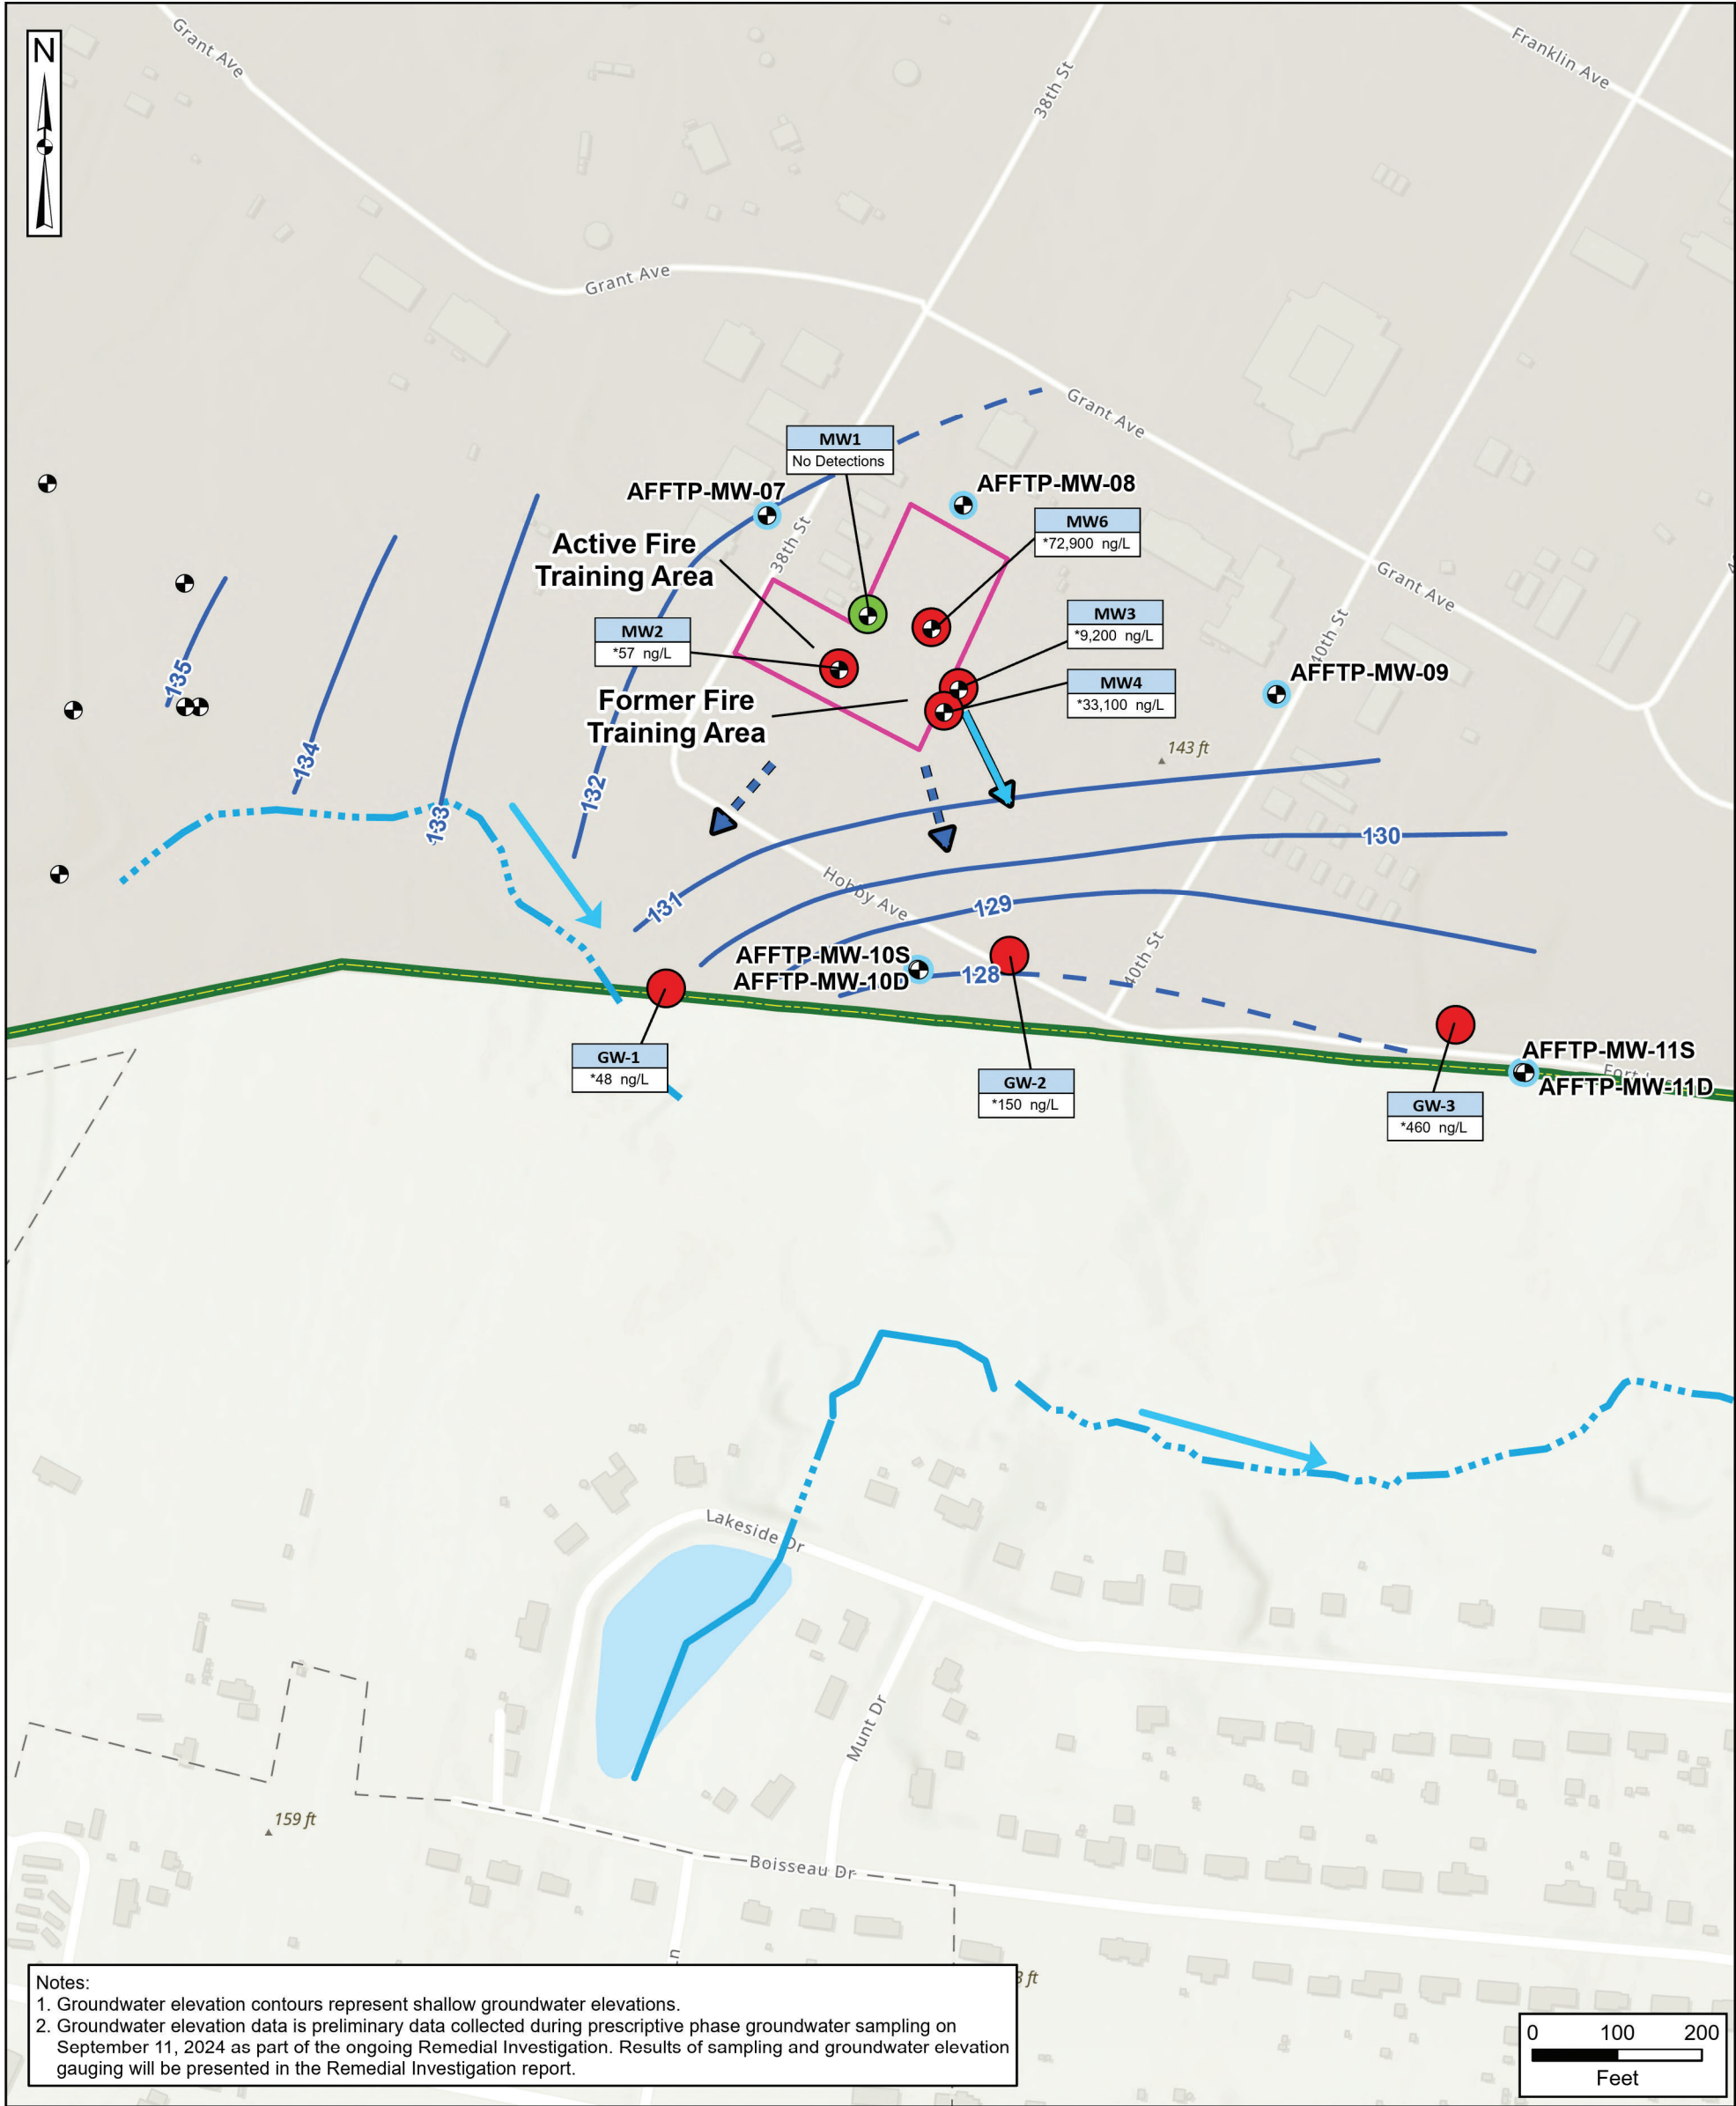 Grant Ave
N
38th St
Franklin Ave
Grant Ave
Grant Ave
MW1
No Detections
AFFTP-MW-07
AFFTP-MW-08
38th St
MW6
*72,900 ng/L
Active Fire
Training Area
Grant Ave
MW2
*57 ng/L
MW3
*9,200 ng/L
40th St
AFFTP-MW-09
MW4
*33,100 ng/L
Former Fire
Training Area
135
134
133
132
143 ft
130
131
129
Hobby Ave
AFFTP-MW-10S
AFFTP-MW-10D
128
40th St
GW-1
*48 ng/L
GW-2
*150 ng/L
GW-3
*460 ng/L
AFFTP-MW-11S
Fort
AFFTP-MW-11D
Lakeside Dr
Munt Dr
159 ft
Boisseau Dr
n
3 ft
Notes:
1. Groundwater elevation contours represent shallow groundwater elevations.
2. Groundwater elevation data is preliminary data collected during prescriptive phase groundwater sampling on
September 11, 2024 as part of the ongoing Remedial Investigation. Results of sampling and groundwater elevation
gauging will be presented in the Remedial Investigation report.
0 100 200
Feet